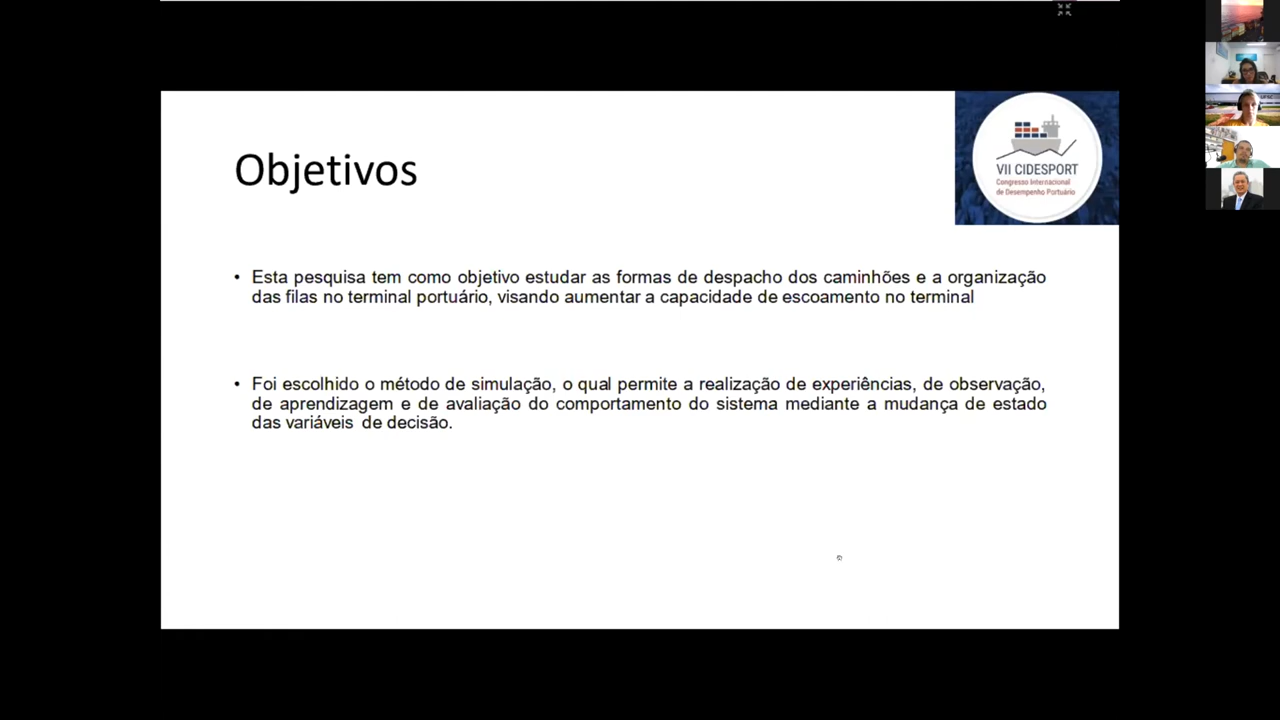 Objetivos
VII CIDESPORT
Congresso Internacional
de Desempenho Portuário
• Esta pesquisa tem como objetivo estudar as formas de despacho dos caminhões e a organização
das filas no terminal portuário, visando aumentar a capacidade de escoamento no terminal
• Foi escolhido o método de simulação, o qual permite a realização de experiências, de observação,
de aprendizagem e de avaliação do comportamento do sistema mediante a mudança de estado
das variáveis de decisão.